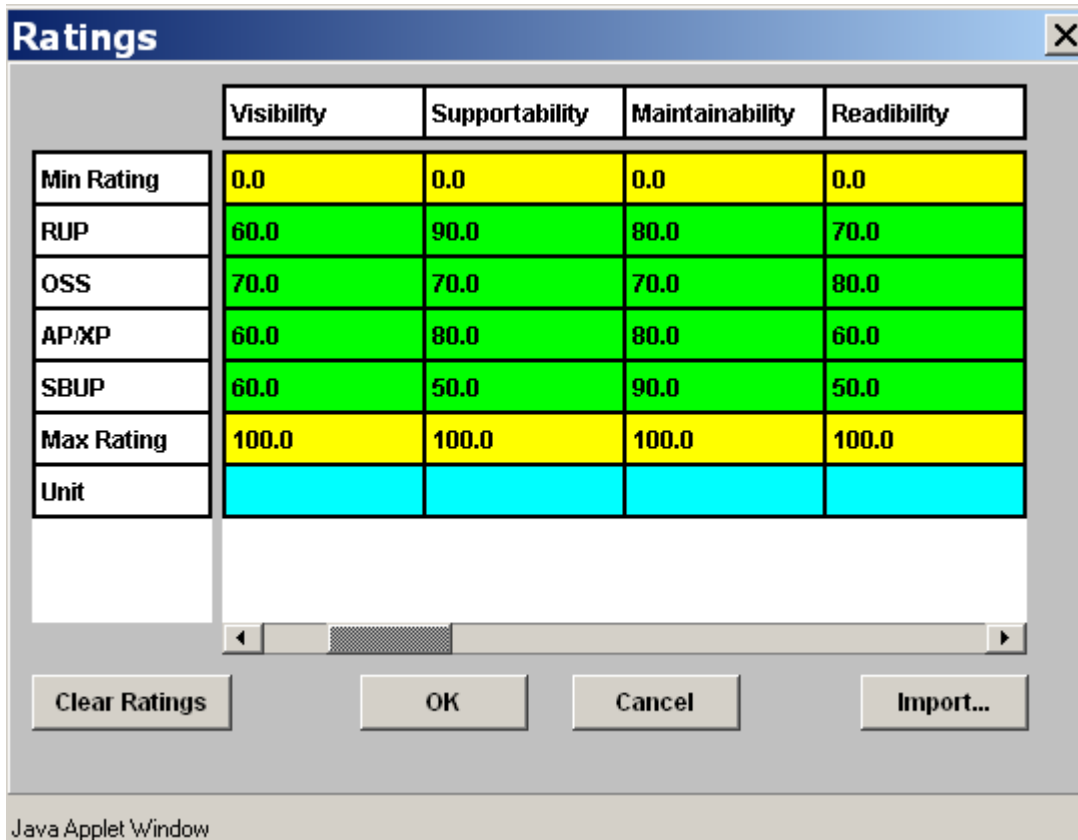 Ratings
Visibility Supportability Maintainability Readibility
Min Rating 0.0 0.0 0.0 0.0
RUP 60.0 90.0 80.0 70.0
OSS 70.0 70.0 70.0 80.0
AP/XP 60.0 80.0 80.0 60.0
SBUP 60.0 50.0 90.0 50.0
Max Rating 100.0 100.0 100.0 100.0
Unit
Clear Ratings OK Cancel Import...
Java Applet Window